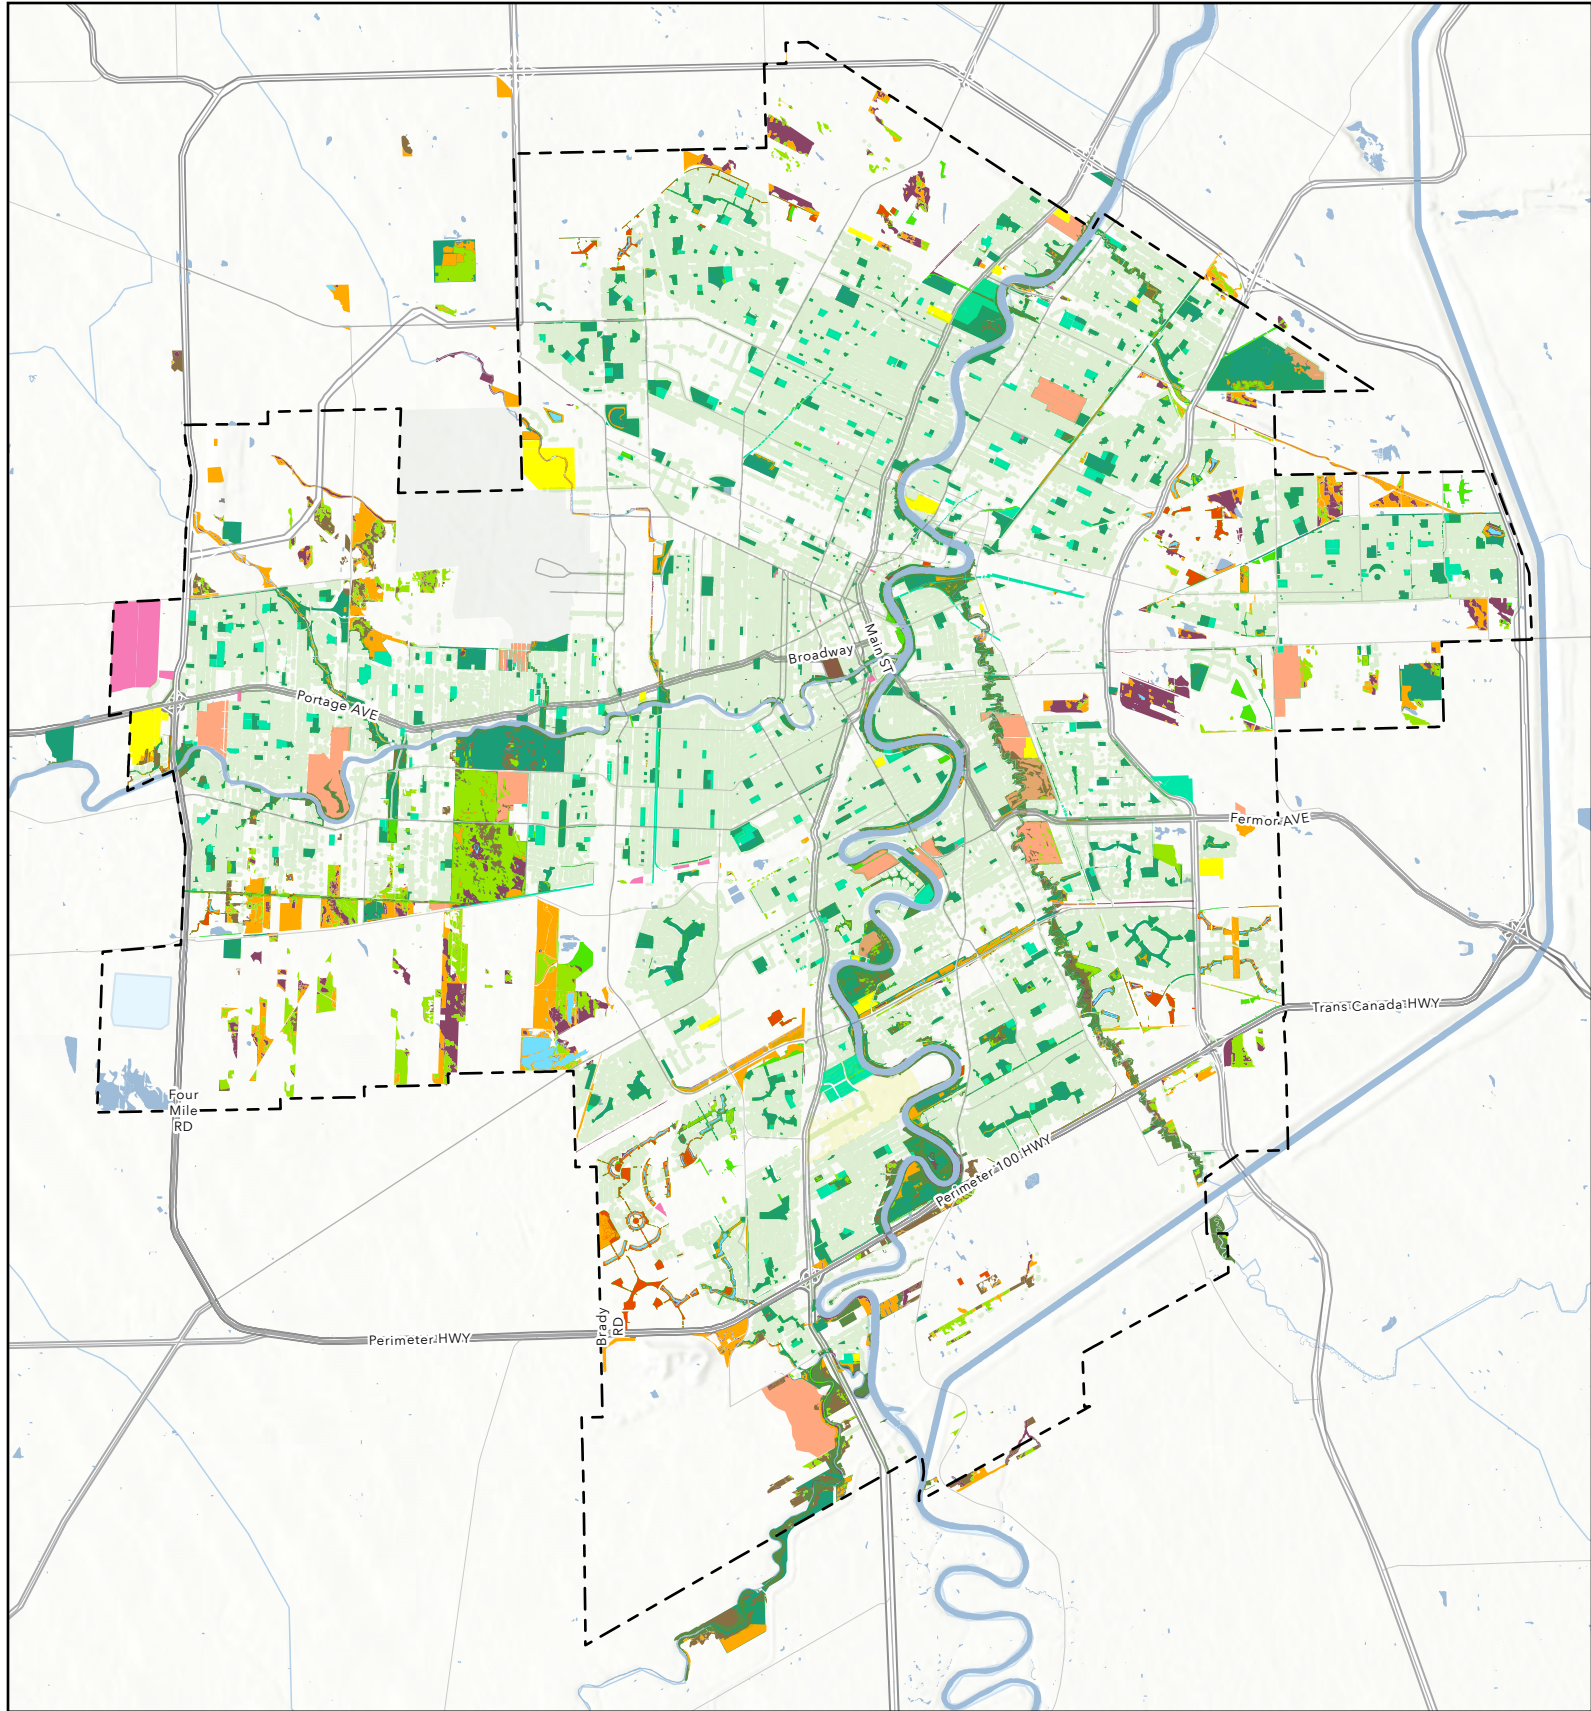 Broadway
Main ST
Portage AVE
Fermor AVE
Trans Canada HWY
Four
Mile
RD
Perimeter 100 HWY
Brady
RD
Perimeter HWY